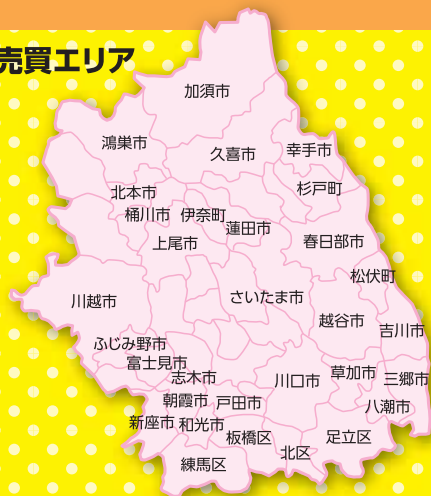 売買エリア
加須市
鴻巣市
久喜市
幸手市
北本市
杉戸町
桶川市
伊奈町
蓮田市
上尾市
春日部市
松伏町
川越市
さいたま市
越谷市
吉川市
ふじみ野市
富士見市
志木市
川口市
草加市
三郷市
朝霞市
戸田市
八潮市
新座市
和光市
板橋区
足立区
北区
練馬区